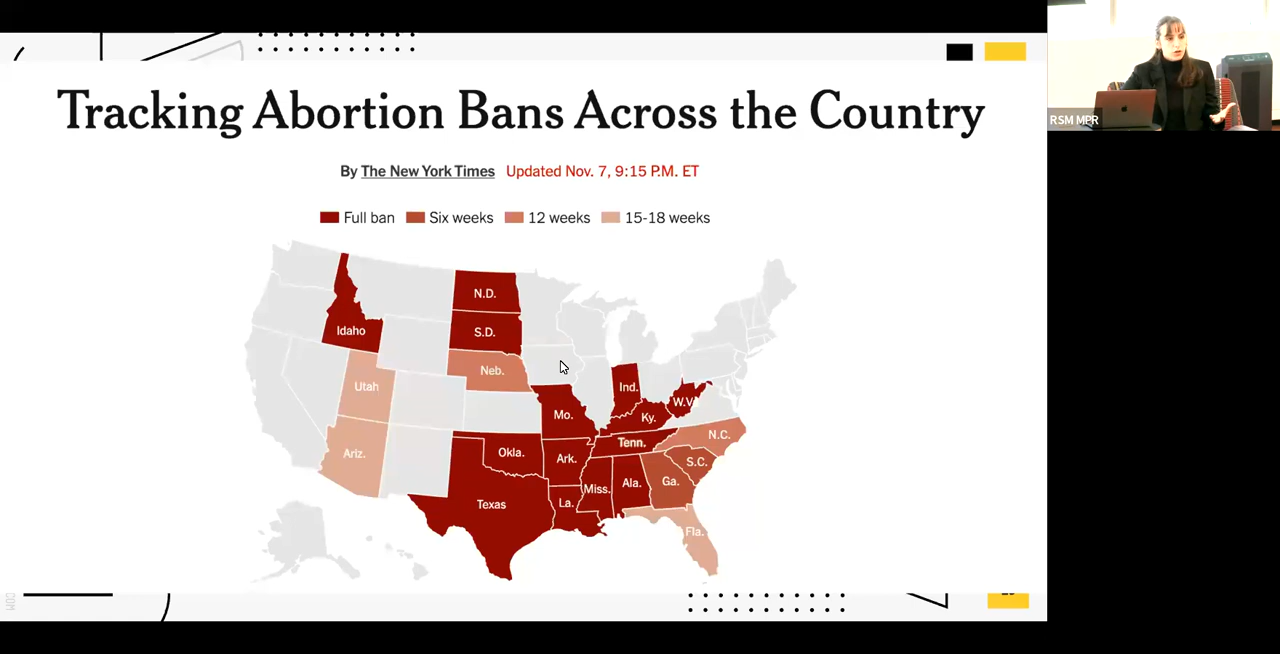 Tracking Abortion Bans Across the Country
By The New York Times Updated Nov. 7, 9:15 P.M. ET
Full ban Six weeks 12 weeks 15-18 weeks
N.D.
Idaho
S.D.
Neb.
Utah
Ind.
W.V
Mo.
Ky.
N.C.
Tenn.
Ariz.
Okla.
Ark.
S.C.
Miss.
Ala.
Ga.
Texas
La.
Fla.
COM
RSM MPR